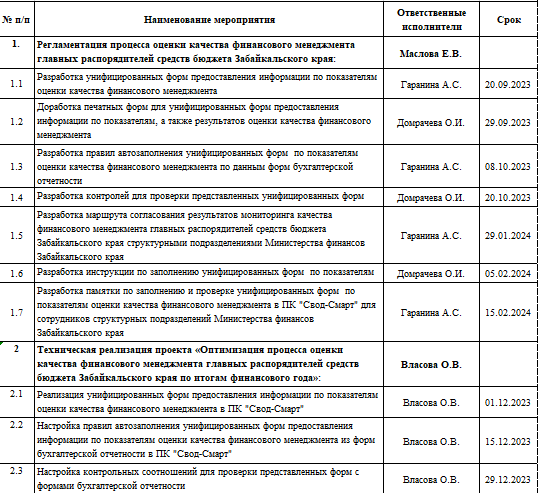 № п/п Наименование мероприятия Ответственные исполнители Срок
1. Регламентация процесса оценки качества финансового менеджмента
главных распорядителей средств бюджета Забайкальского края: Маслова Е.В.
1.1 Разработка унифицированных форм предоставления информации по показателям
оценки качества финансового менеджмента Гаранина А.С. 20.09.2023
1.2 Доработка печатных форм для унифицированных форм предоставления
информации по показателям, а также результатов оценки качества финансового
менеджмента Домрачева О.И. 29.09.2023
1.3 Разработка правил автозаполнения унифицированных форм по показателям
оценки качества финансового менеджмента по данным форм бухгалтерской
отчетности Гаранина А.С. 08.10.2023
1.4 Разработка контролей для проверки представленных унифицированных форм Домрачева О.И. 20.10.2023
1.5 Разработка маршрута согласования результатов мониторинга качества
финансового менеджмента главных распорядителей средств бюджета
Забайкальского края структурными подразделениями Министерства финансов
Забайкальского края Гаранина А.С. 29.01.2024
1.6 Разработка инструкции по заполнению унифицированных форм по показателям Домрачева О.И. 05.02.2024
1.7 Разработка памятки по заполнению и проверке унифицированных форм по
показателям оценки качества финансового менеджмента в ПК "Свод-Смарт" для
сотрудников структурных подразделений Министерства финансов
Забайкальского края Гаранина А.С. 15.02.2024
2 Техническая реализация проекта «Оптимизация процесса оценки
качества финансового менеджмента главных распорядителей средств
бюджета Забайкальского края по итогам финансового года»: Власова О.В.
2.1 Реализация унифицированных форм предоставления информации по показателям
оценки качества финансового менеджмента в ПК "Свод-Смарт" Власова О.В. 01.12.2023
2.2 Настройка правил автозаполнения унифицированных форм предоставления
информации по показателям оценки качества финансового менеджмента из форм
бухгалтерской отчетности в ПК "Свод-Смарт" Власова О.В. 15.12.2023
2.3 Настройка контрольных соотношений для проверки представленных форм с
формами бухгалтерской отчетности Власова О.В. 29.12.2023